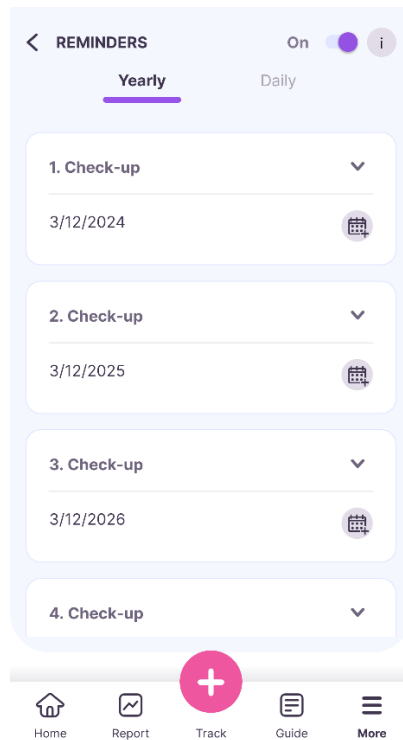 REMINDERS On i
Yearly Daily
1. Check-up
3/12/2024
2. Check-up
3/12/2025
3. Check-up
3/12/2026
4. Check-up
Home Report Track Guide More